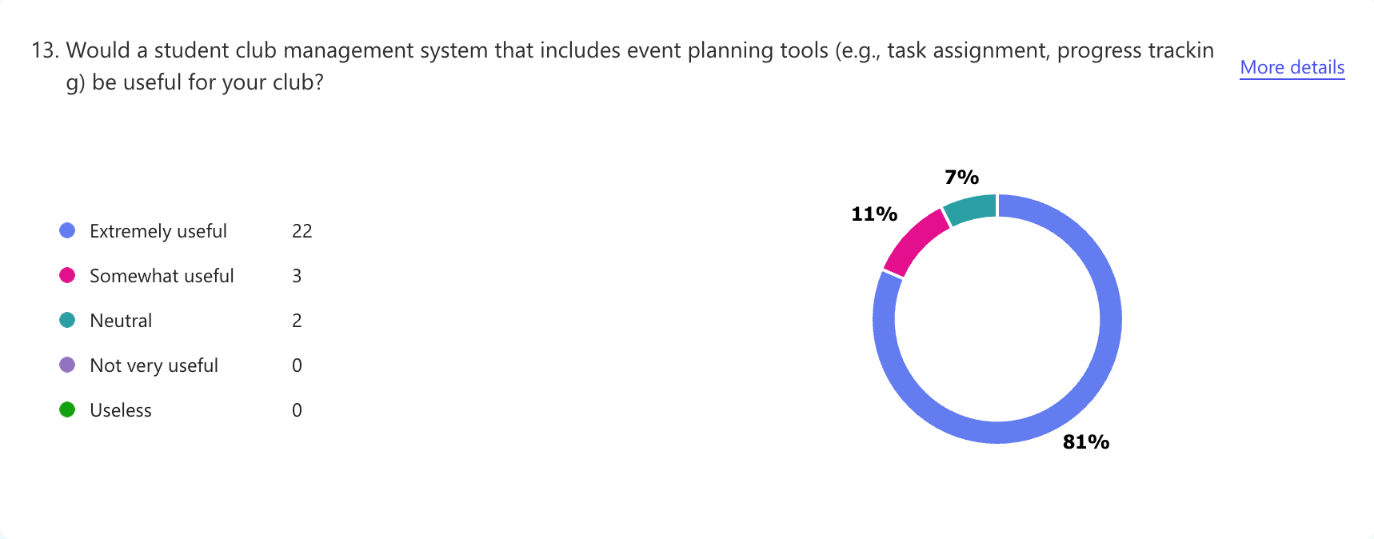 13. Would a student club management system that includes event planning tools (e.g., task assignment, progress trackin
g) be useful for your club?
More details
Extremely useful 22
Somewhat useful 3
Neutral 2
Not very useful 0
Useless 0
7%
11%
81%